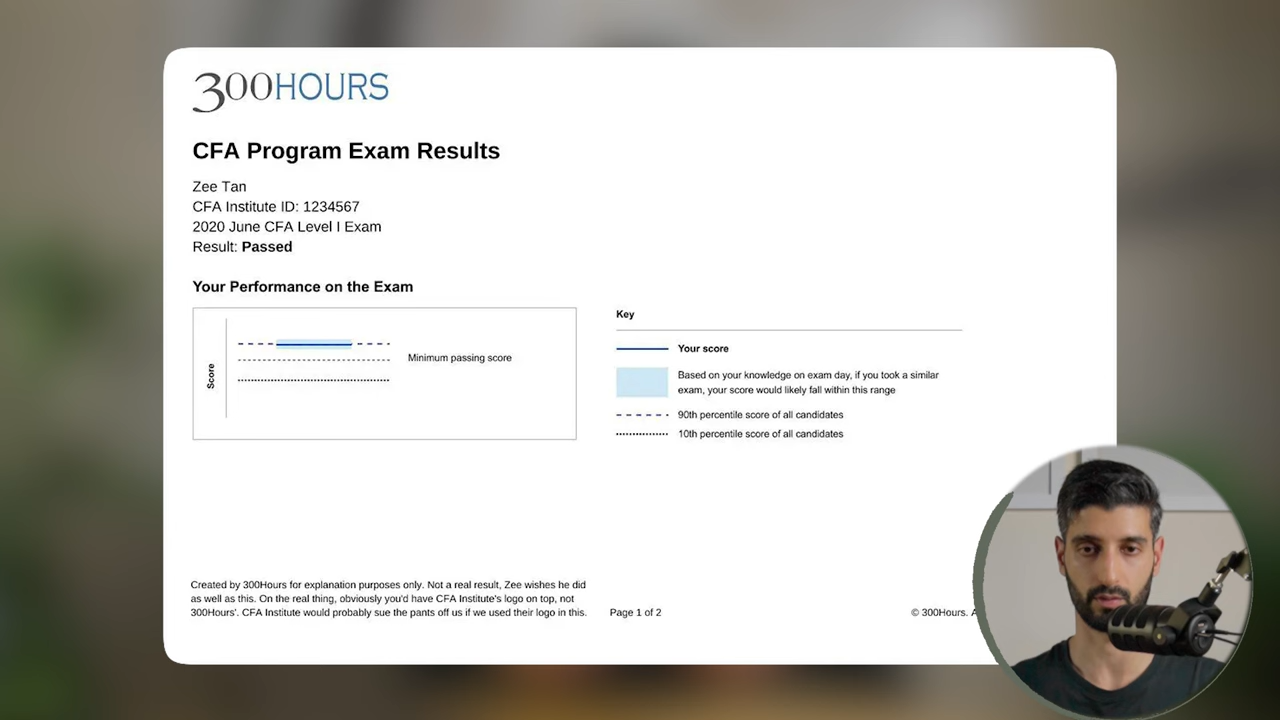 300HOURS
CFA Program Exam Results
Zee Tan
CFA Institute ID: 1234567
2020 June CFA Level I Exam
Result: Passed
Your Performance on the Exam
Score
Minimum passing score
Key
Your score
Based on your knowledge on exam day, if you took a similar
exam, your score would likely fall within this range
90th percentile score of all candidates
10th percentile score of all candidates
Created by 300Hours for explanation purposes only. Not a real result, Zee wishes he did
as well as this. On the real thing, obviously you'd have CFA Institute's logo on top, not
300Hours'. CFA Institute would probably sue the pants off us if we used their logo in this.
Page 1 of 2
© 300Hours.